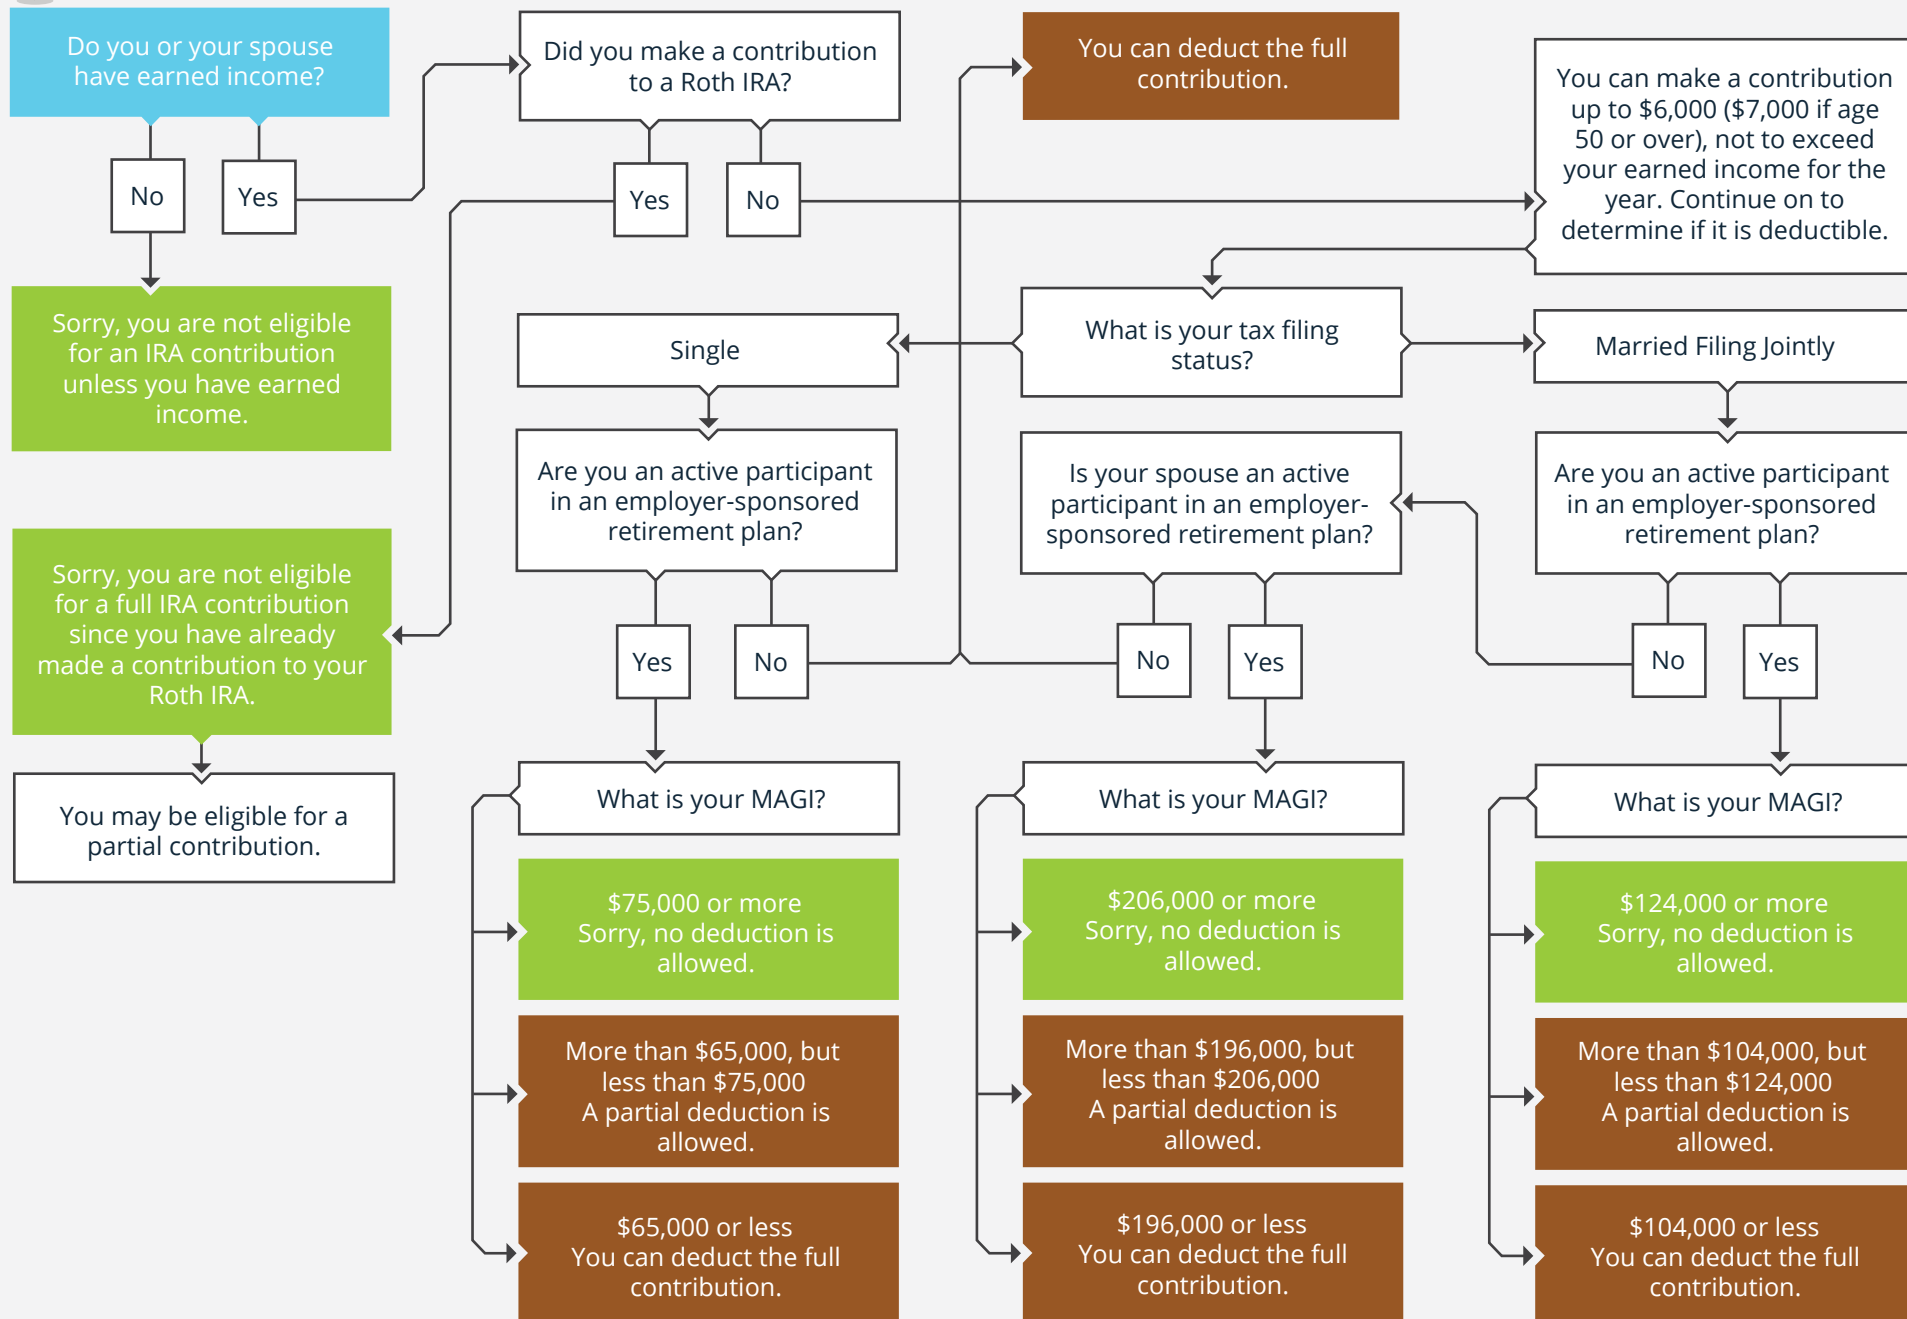 Do you or your spouse
have earned income?
No
Yes
Sorry, you are not eligible
for an IRA contribution
unless you have earned
income.
Did you make a contribution
to a Roth IRA?
Yes
No
Sorry, you are not eligible
for a full IRA contribution
since you have already
made a contribution to your
Roth IRA.
You may be eligible for a
partial contribution.
You can deduct the full
contribution.
You can make a contribution
up to $6,000 ($7,000 if age
50 or over), not to exceed
your earned income for the
year. Continue on to
determine if it is deductible.
What is your tax filing
status?
Single
Married Filing Jointly
Are you an active participant
in an employer-sponsored
retirement plan?
Yes
No
Is your spouse an active
participant in an employer-
sponsored retirement plan?
No
Yes
Are you an active participant
in an employer-sponsored
retirement plan?
No
Yes
What is your MAGI?
$75,000 or more
Sorry, no deduction is
allowed.
More than $65,000, but
less than $75,000
A partial deduction is
allowed.
$65,000 or less
You can deduct the full
contribution.
What is your MAGI?
$206,000 or more
Sorry, no deduction is
allowed.
More than $196,000, but
less than $206,000
A partial deduction is
allowed.
$196,000 or less
You can deduct the full
contribution.
What is your MAGI?
$124,000 or more
Sorry, no deduction is
allowed.
More than $104,000, but
less than $124,000
A partial deduction is
allowed.
$104,000 or less
You can deduct the full
contribution.